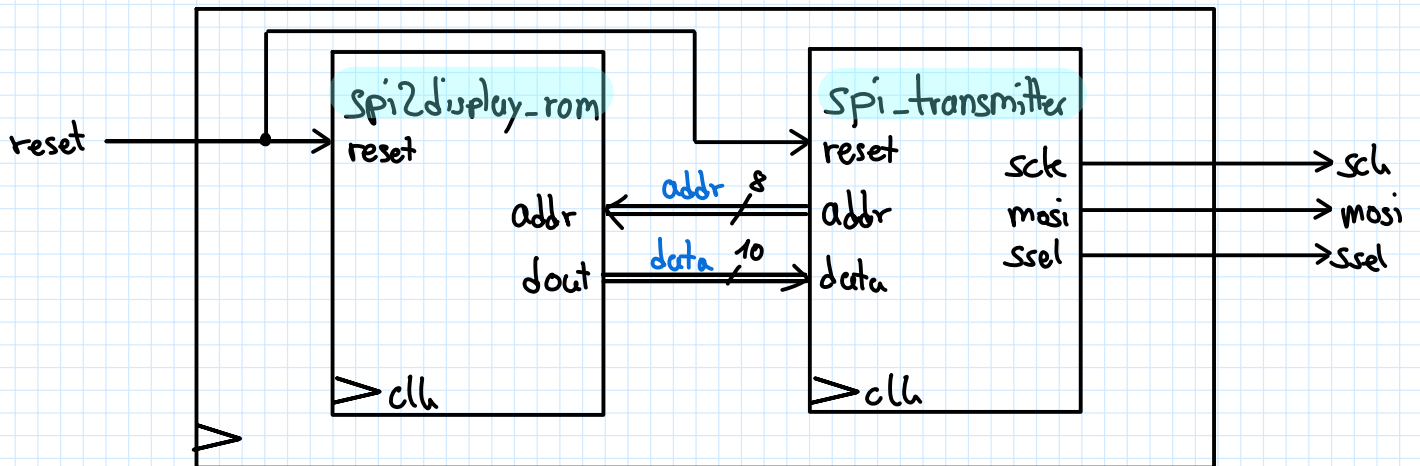 spi2display_rom
spi_transmitter
reset
reset
reset
sck
sck
addr
8
addr
addr
mosi
mosi
data
10
ssel
ssel
dout
data
clk
clk